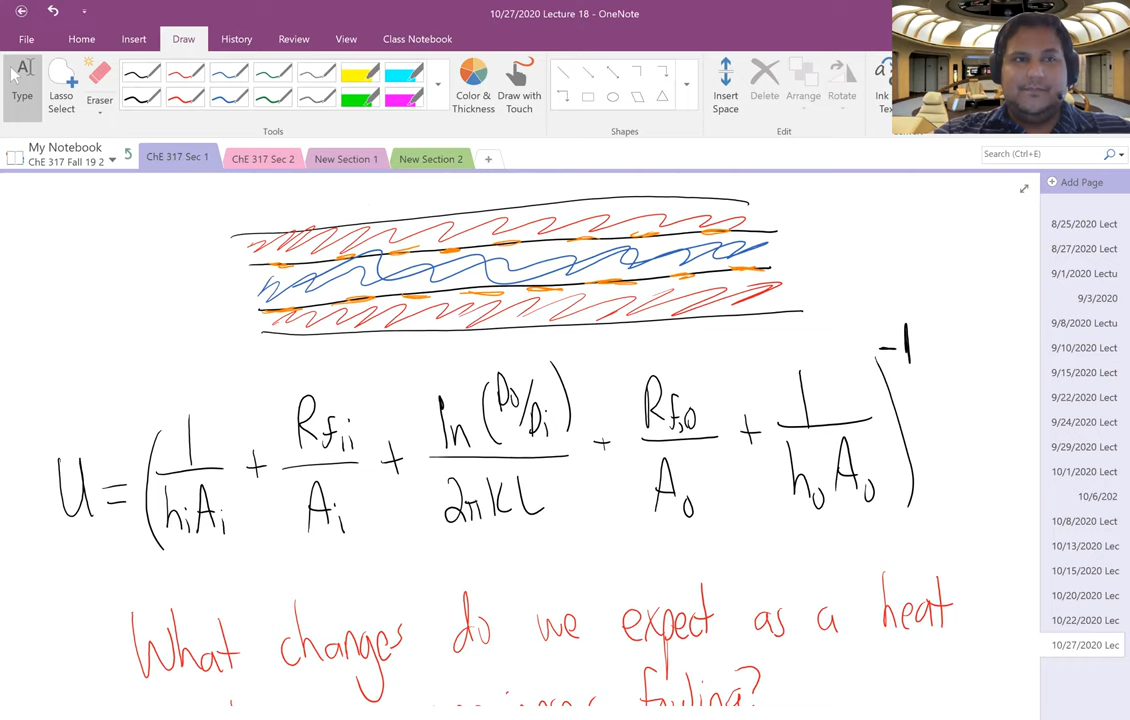 10/27/2020 Lecture 18 - OneNote
File Home Insert Draw History Review View Class Notebook
Type
Lasso Select
Eraser
Color & Thickness
Draw with Touch
Insert Space
Delete
Arrange
Rotate
Ink
Tex
Tools
Shapes
Edit
My Notebook
ChE 317 Fall 19 2
ChE 317 Sec 1
ChE 317 Sec 2
New Section 1
New Section 2
+
Search (Ctrl+E)
Add Page
8/25/2020 Lect
8/27/2020 Lect
9/1/2020 Lectu
9/3/2020
9/8/2020 Lectu
9/10/2020 Lect
9/15/2020 Lect
9/22/2020 Lect
9/24/2020 Lect
9/29/2020 Lect
10/1/2020 Lect
10/6/202
10/8/2020 Lect
10/13/2020 Lec
10/15/2020 Lec
10/20/2020 Lec
10/22/2020 Lec
10/27/2020 Lec
U = (1/(hiAi) + Rf,i/Ai + ln(Do/Di)/(2πKL) + Rf,o/Ao + 1/(hoAo))^-1
What changes do we expect as a heat
fouling?